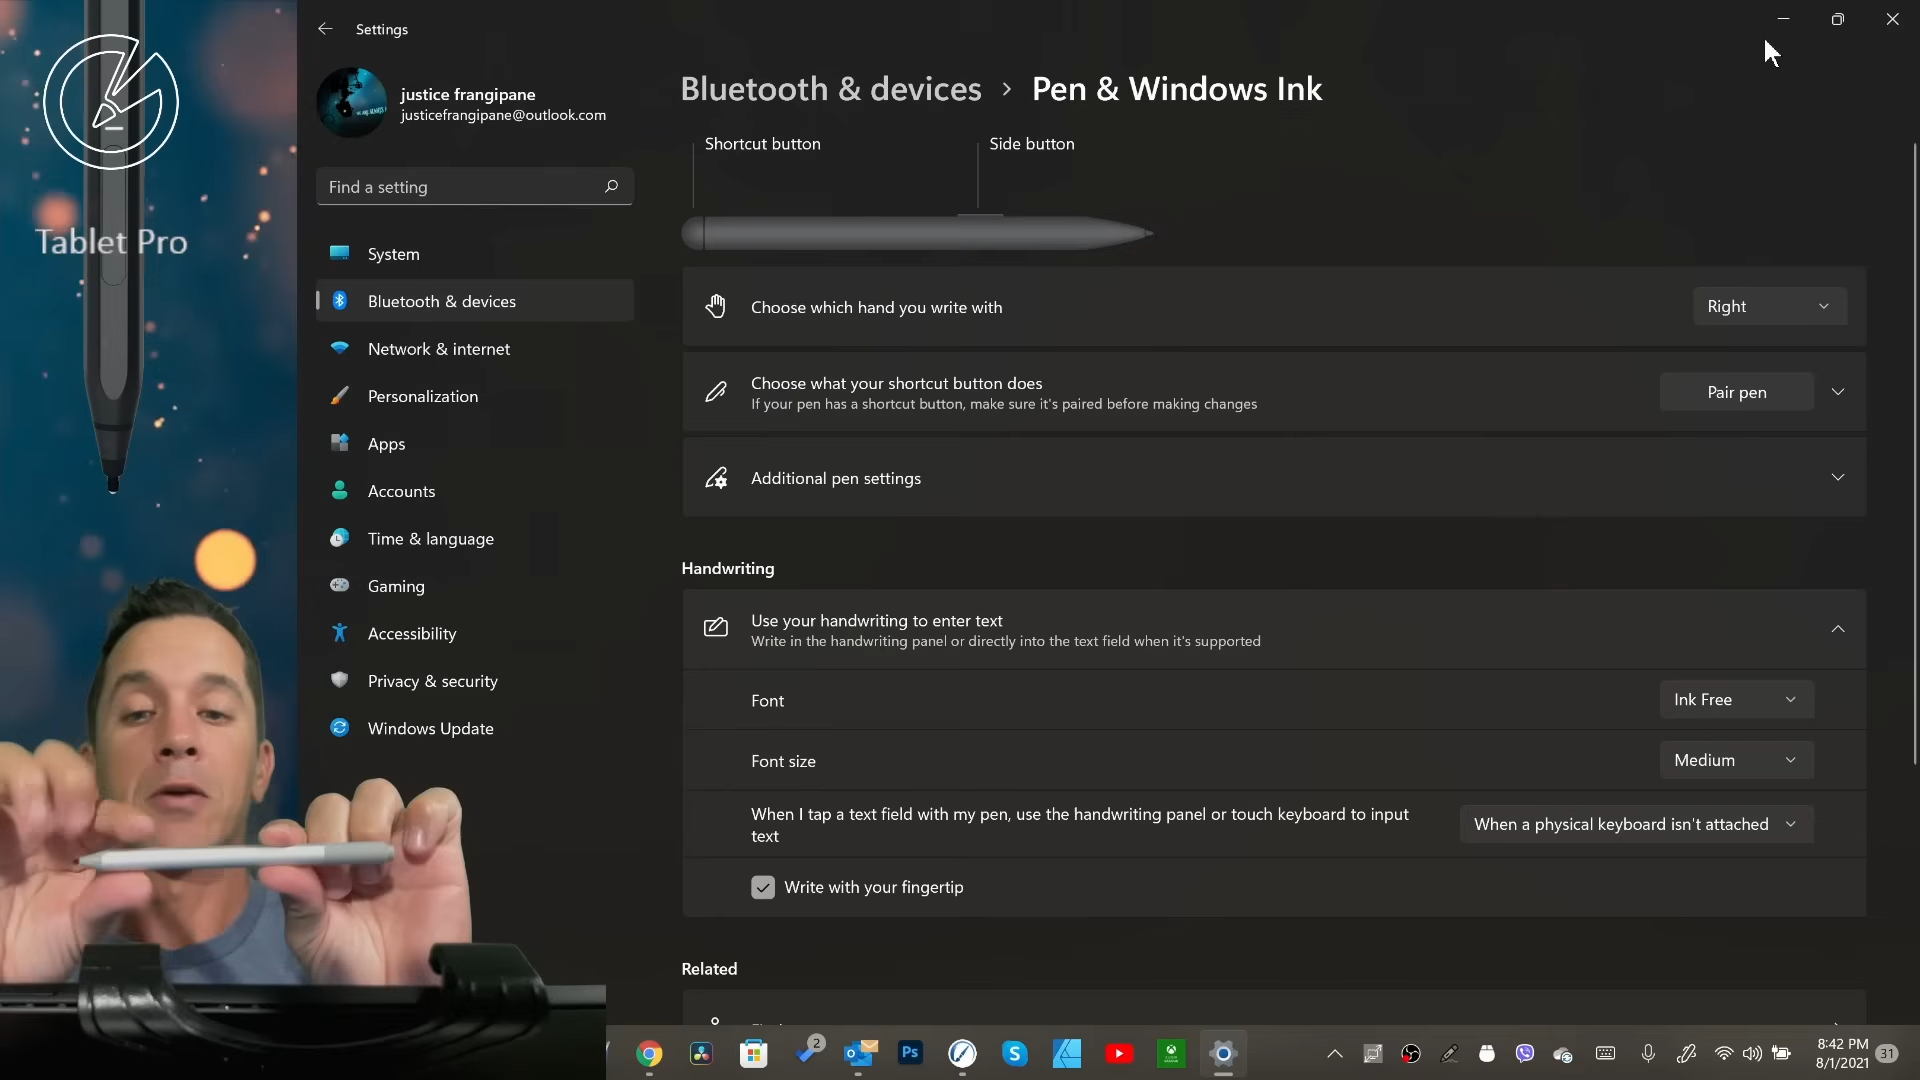 Settings
justice frangipane
justicefrangipane@outlook.com
Find a setting
System
Bluetooth & devices
Network & internet
Personalization
Apps
Accounts
Time & language
Gaming
Accessibility
Privacy & security
Windows Update
Tablet Pro
Bluetooth & devices > Pen & Windows Ink
Shortcut button
Side button
Choose which hand you write with
Right
Choose what your shortcut button does
If your pen has a shortcut button, make sure it's paired before making changes
Pair pen
Additional pen settings
Handwriting
Use your handwriting to enter text
Write in the handwriting panel or directly into the text field when it's supported
Font
Ink Free
Font size
Medium
When I tap a text field with my pen, use the handwriting panel or touch keyboard to input
text
When a physical keyboard isn't attached
Write with your fingertip
Related
2
Ps
8:42 PM
8/1/2021
31